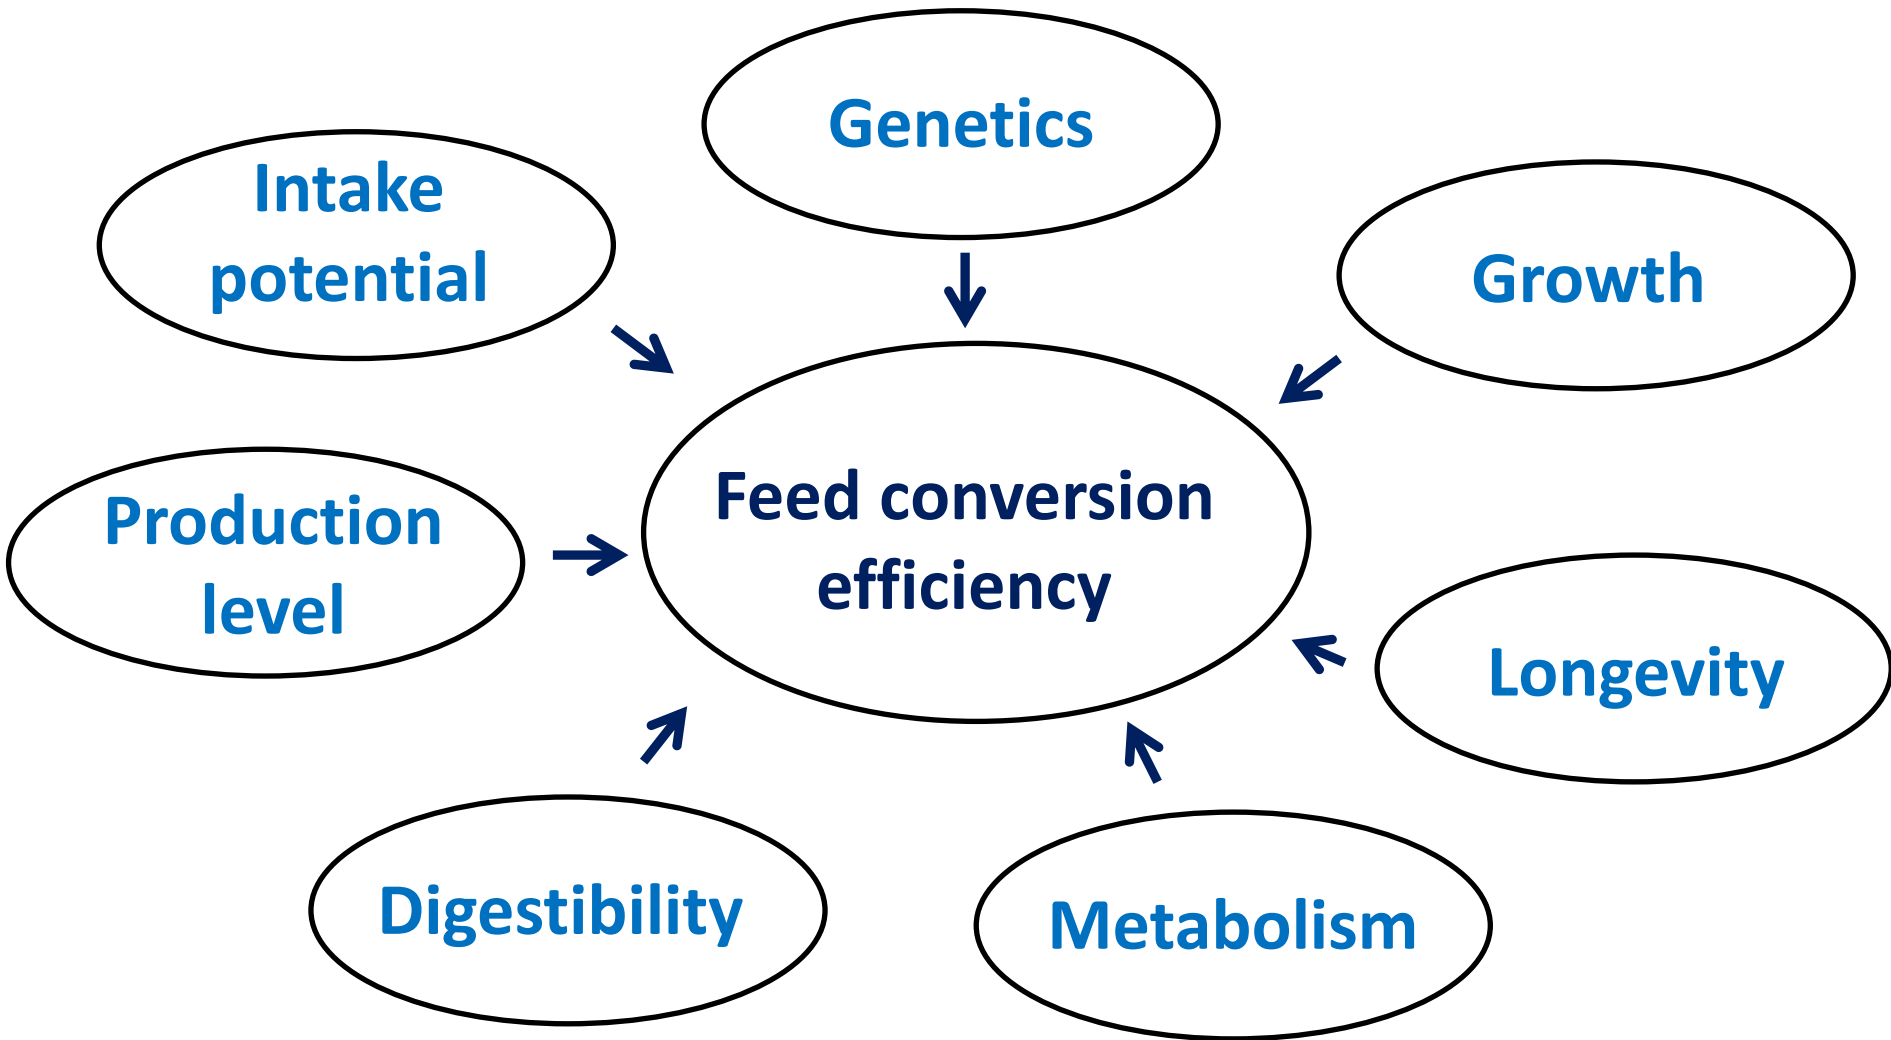 Genetics
Intake
potential
Growth
Feed conversion
efficiency
Production
level
Longevity
Digestibility
Metabolism